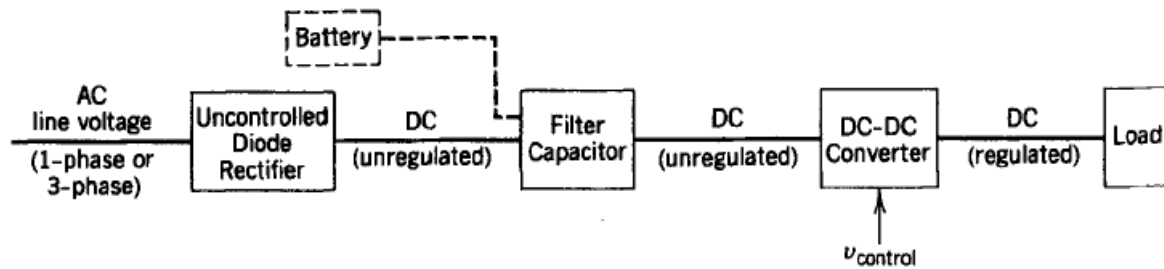 Battery
AC
line voltage
(1-phase or
3-phase)
Uncontrolled
Diode
Rectifier
DC
(unregulated)
Filter
Capacitor
DC
(unregulated)
DC-DC
Converter
DC
(regulated)
Load
vcontrol